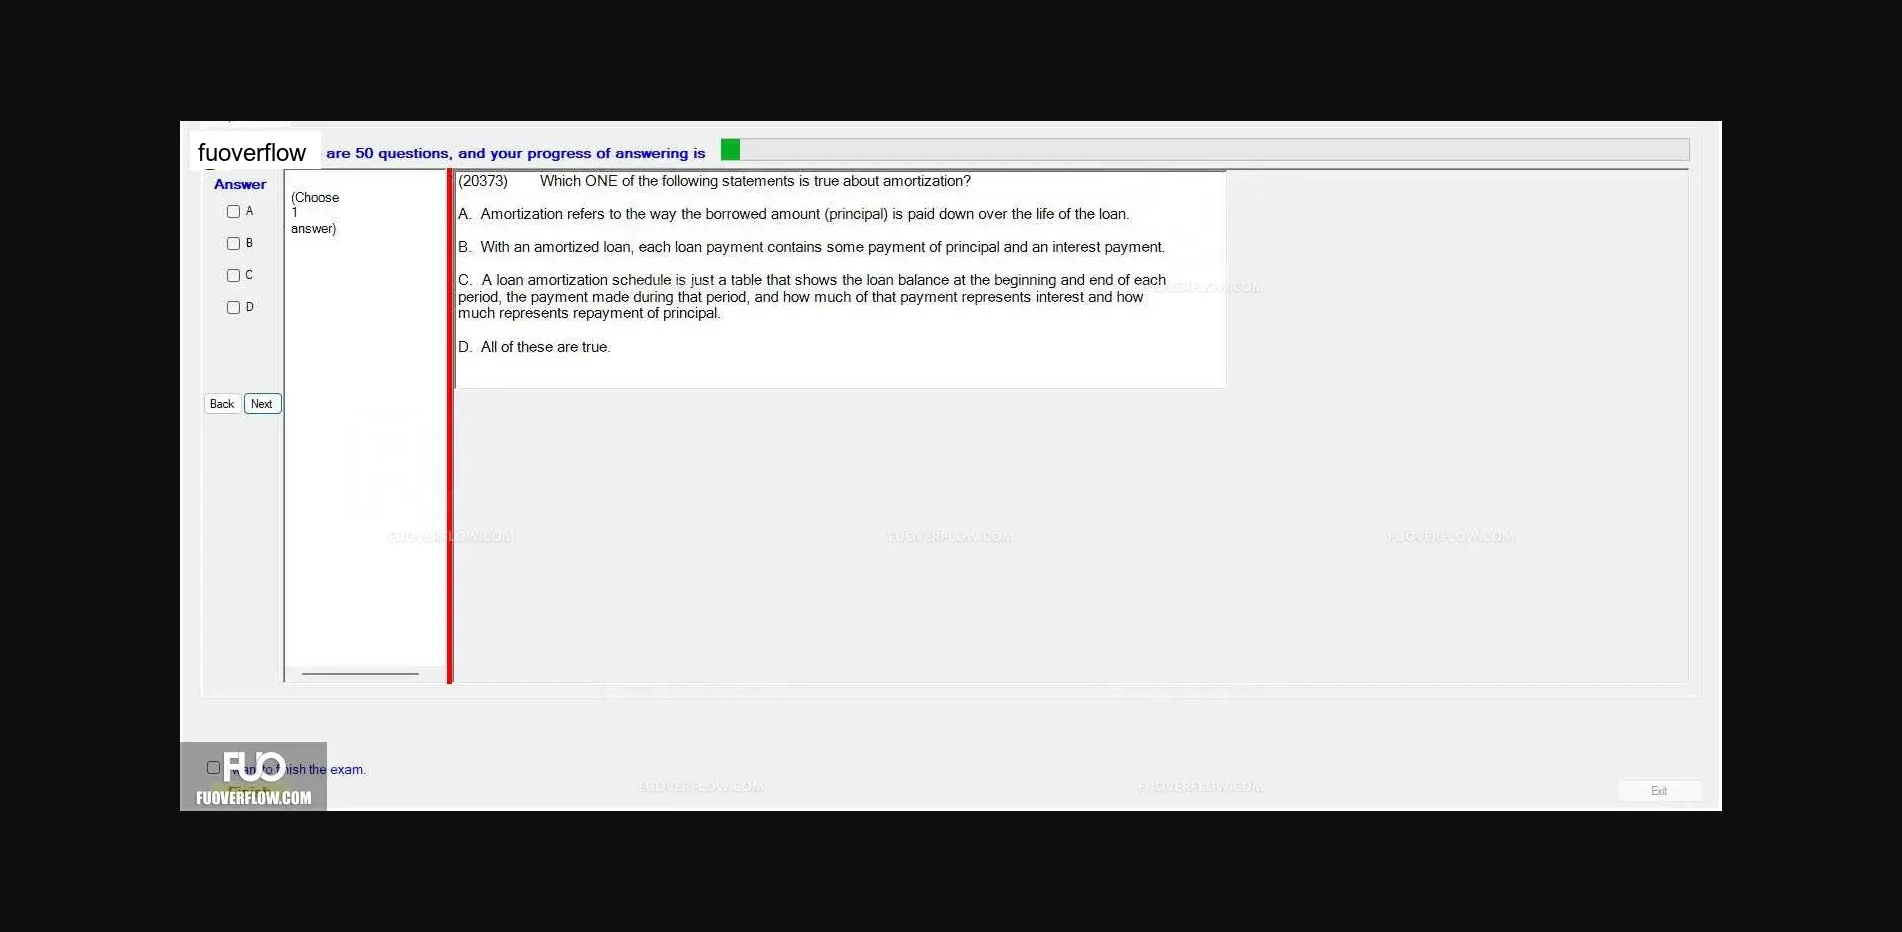 fuoverflow are 50 questions, and your progress of answering is
Answer
A
B
C
D
Back Next
(Choose
1
answer)
(20373) Which ONE of the following statements is true about amortization?
A. Amortization refers to the way the borrowed amount (principal) is paid down over the life of the loan.
B. With an amortized loan, each loan payment contains some payment of principal and an interest payment.
C. A loan amortization schedule is just a table that shows the loan balance at the beginning and end of each
period, the payment made during that period, and how much of that payment represents interest and how
much represents repayment of principal.
D. All of these are true.
FUOVERFLOW.COM FUOVERFLOW.COM FUOVERFLOW.COM
to finish the exam.
FUO
FUOVERFLOW.COM
FUOVERFLOW.COM FUOVERFLOW.COM
Exit